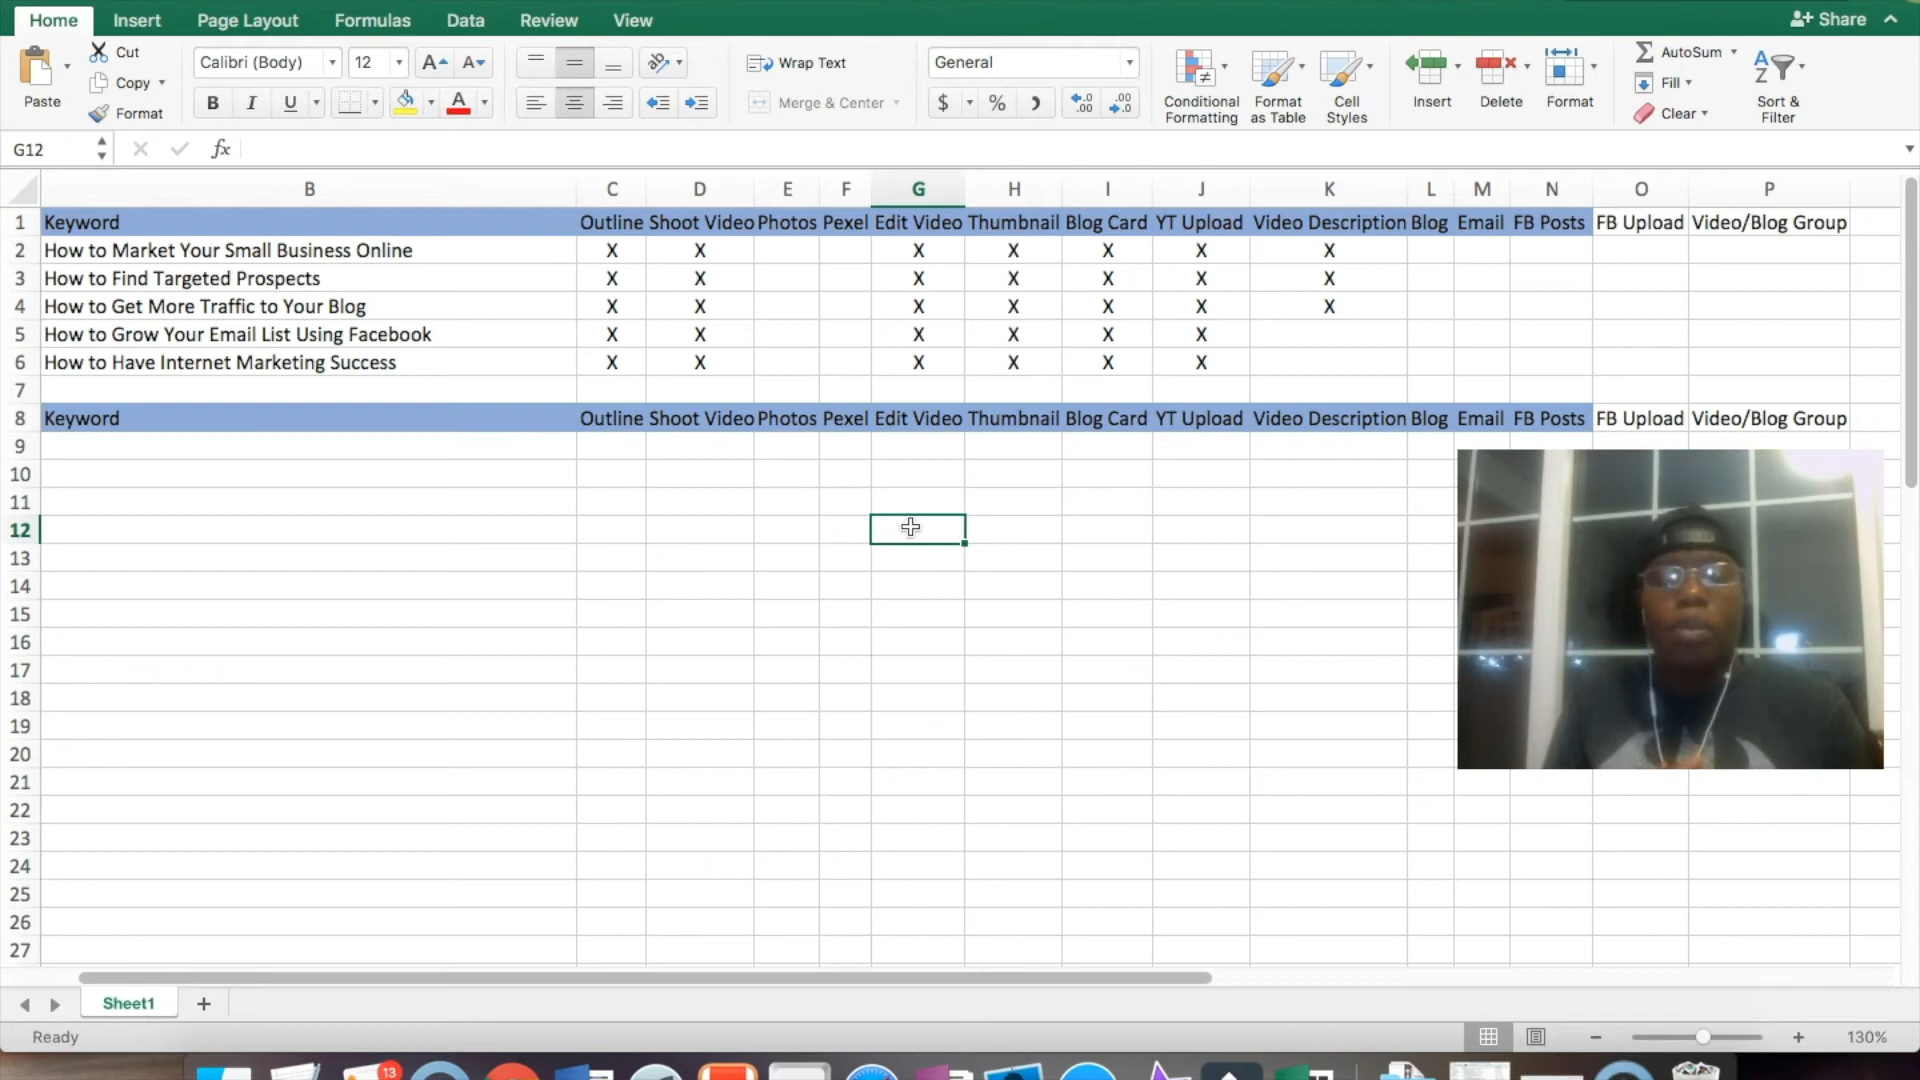 Home Insert Page Layout Formulas Data Review View Share
Cut
Calibri (Body) 12 Wrap Text General AutoSum
Copy Fill
Paste Format B I U Merge & Center $ % Conditional Formatting Format as Table Cell Styles Insert Delete Format Clear Sort & Filter
G12 fx
B C D E F G H I J K L M N O P
1 Keyword Outline Shoot Video Photos Pexel Edit Video Thumbnail Blog Card YT Upload Video Description Blog Email FB Posts FB Upload Video/Blog Group
2 How to Market Your Small Business Online X X X X X X X
3 How to Find Targeted Prospects X X X X X X X
4 How to Get More Traffic to Your Blog X X X X X X X
5 How to Grow Your Email List Using Facebook X X X X X X
6 How to Have Internet Marketing Success X X X X X X
7
8 Keyword Outline Shoot Video Photos Pexel Edit Video Thumbnail Blog Card YT Upload Video Description Blog Email FB Posts FB Upload Video/Blog Group
9
10
11
12
13
14
15
16
17
18
19
20
21
22
23
24
25
26
27
Sheet1
Ready 130%
13